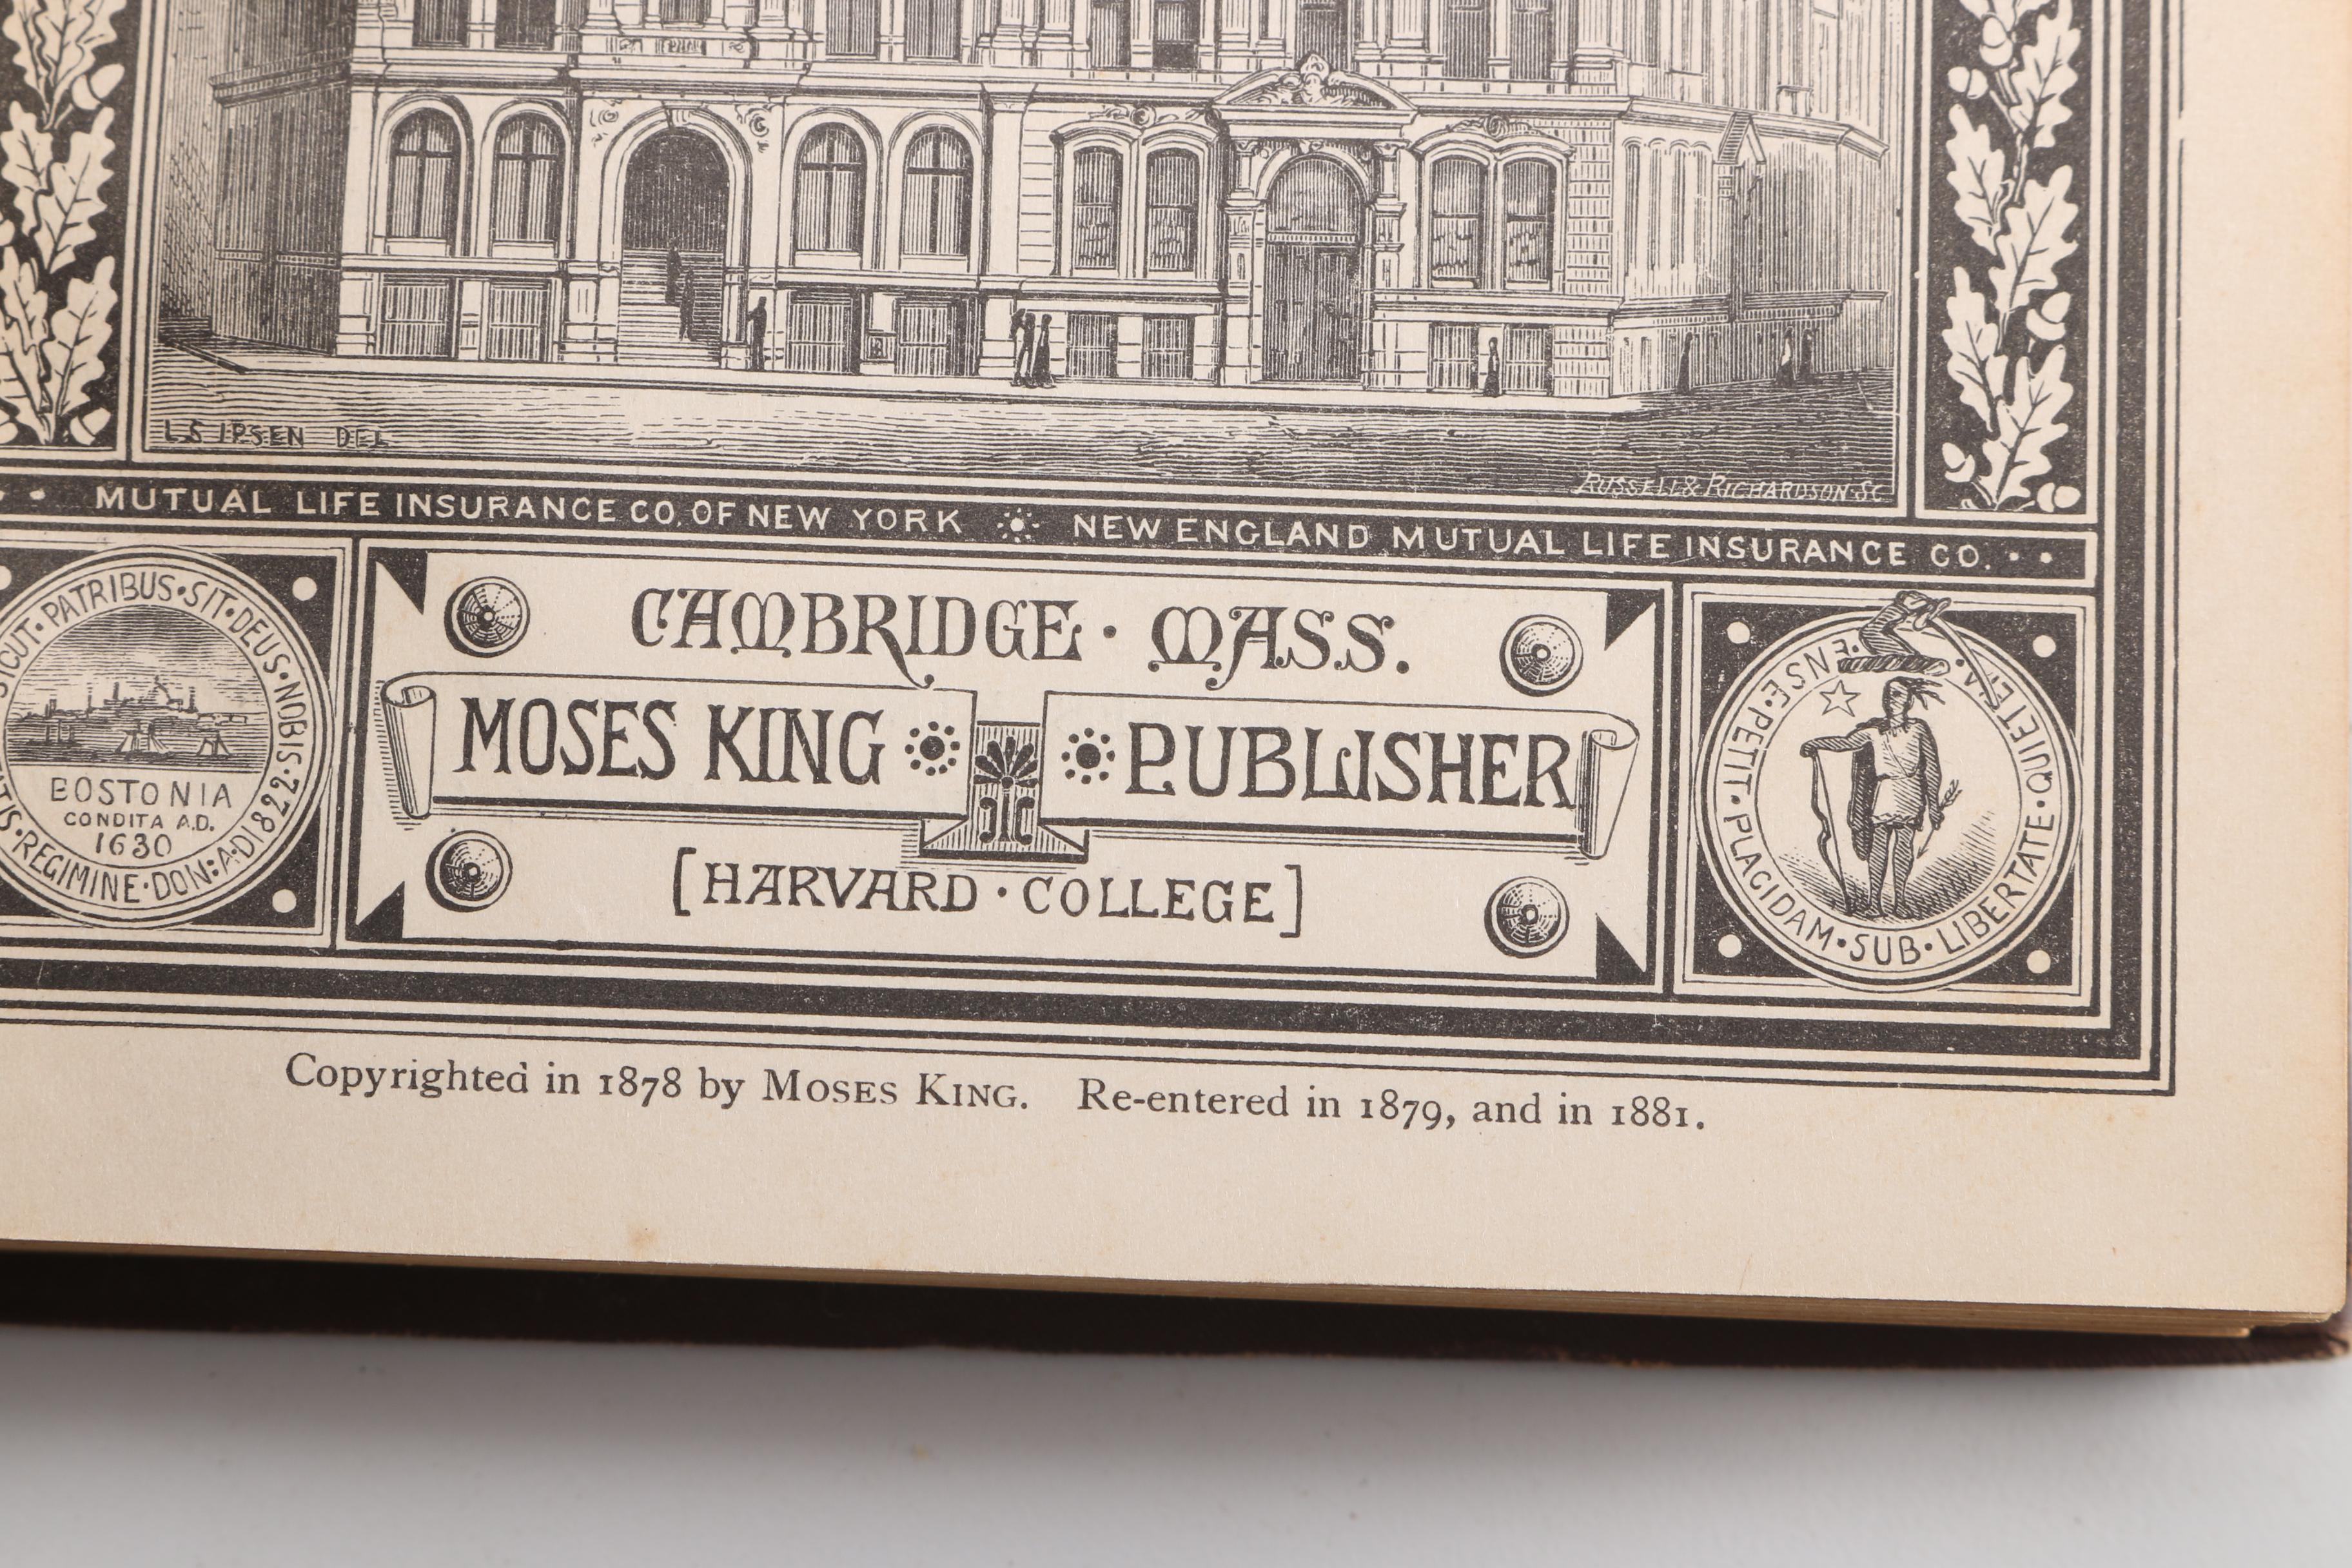 L S IPSEN DEL
RUSSELL & RICHARDSON. SC
MUTUAL LIFE INSURANCE CO. OF NEW YORK NEW ENGLAND MUTUAL LIFE INSURANCE CO.
SICUT · PATRIBUS · SIT · DEUS · NOBIS
REGIMINE · DON: A · D 1822
BOSTONIA
CONDITA A.D.
1630
CAMBRIDGE · MASS.
MOSES KING PUBLISHER
[HARVARD · COLLEGE]
ENSE · PETIT · PLACIDAM · SUB · LIBERTATE · QUIETEM
Copyrighted in 1878 by MOSES KING. Re-entered in 1879, and in 1881.